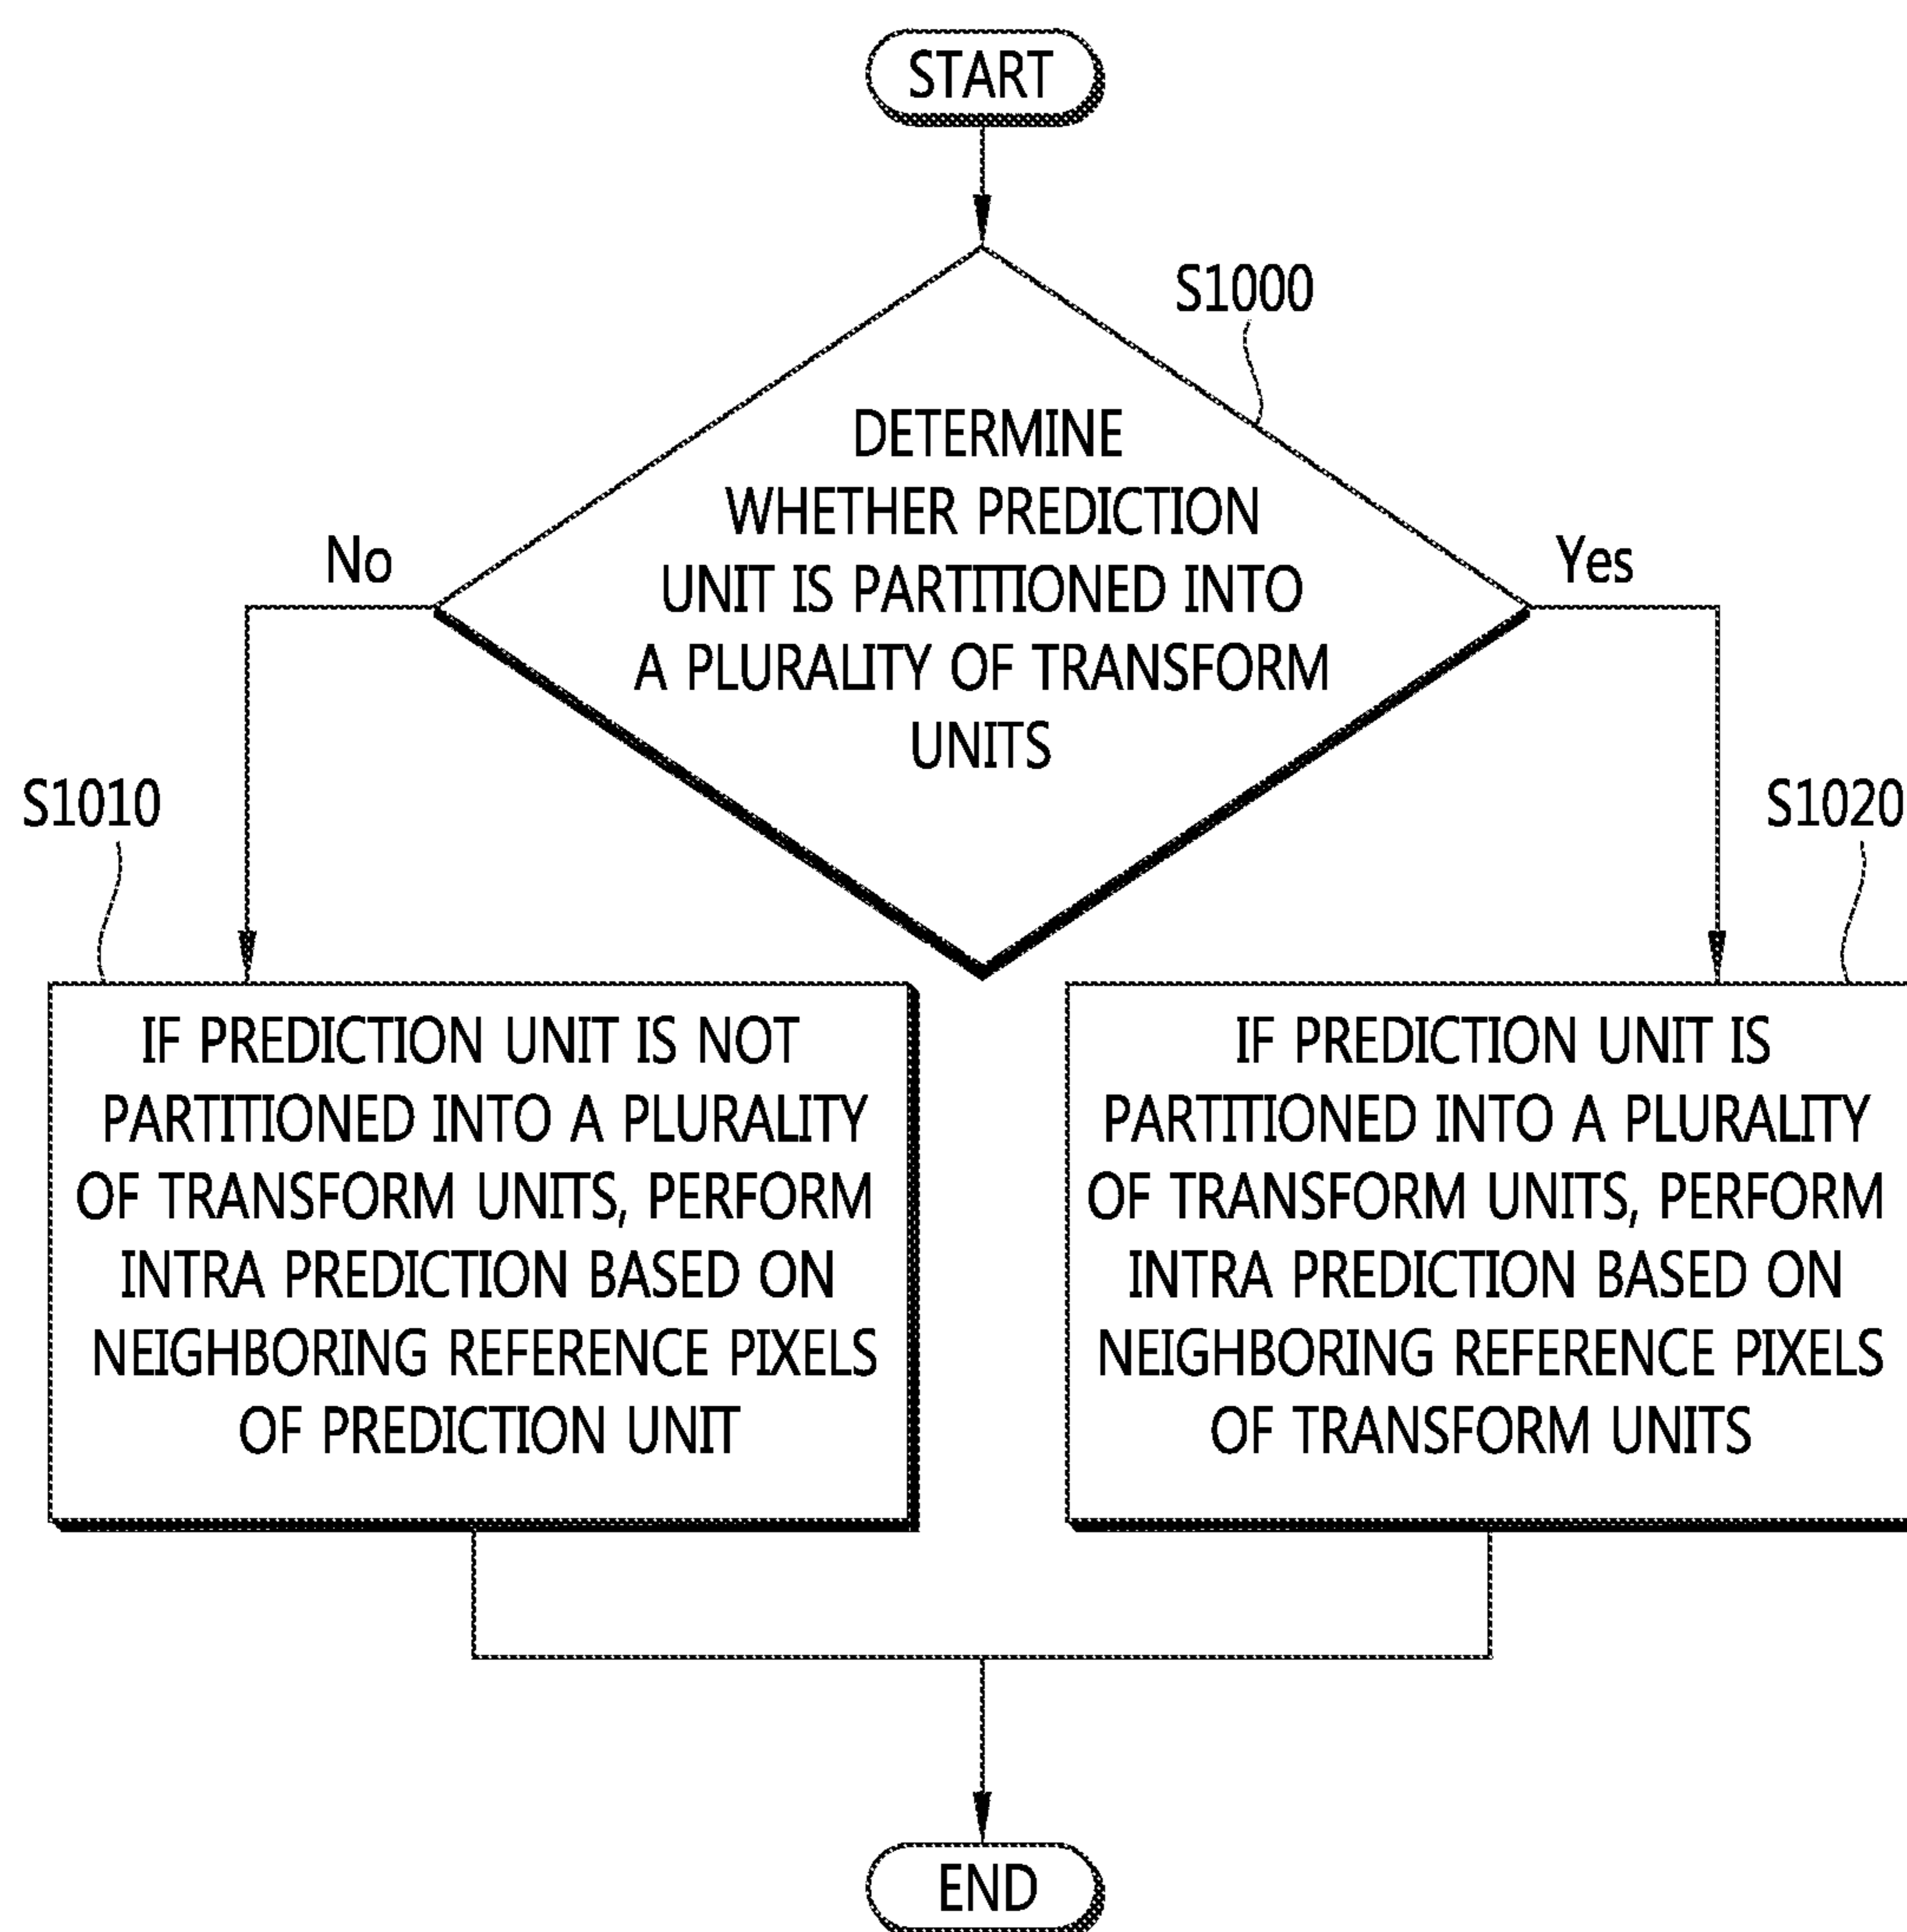 START
S1000
DETERMINE
WHETHER PREDICTION
UNIT IS PARTITIONED INTO
A PLURALITY OF TRANSFORM
UNITS
No
Yes
S1010
S1020
IF PREDICTION UNIT IS NOT
PARTITIONED INTO A PLURALITY
OF TRANSFORM UNITS, PERFORM
INTRA PREDICTION BASED ON
NEIGHBORING REFERENCE PIXELS
OF PREDICTION UNIT
IF PREDICTION UNIT IS
PARTITIONED INTO A PLURALITY
OF TRANSFORM UNITS, PERFORM
INTRA PREDICTION BASED ON
NEIGHBORING REFERENCE PIXELS
OF TRANSFORM UNITS
END